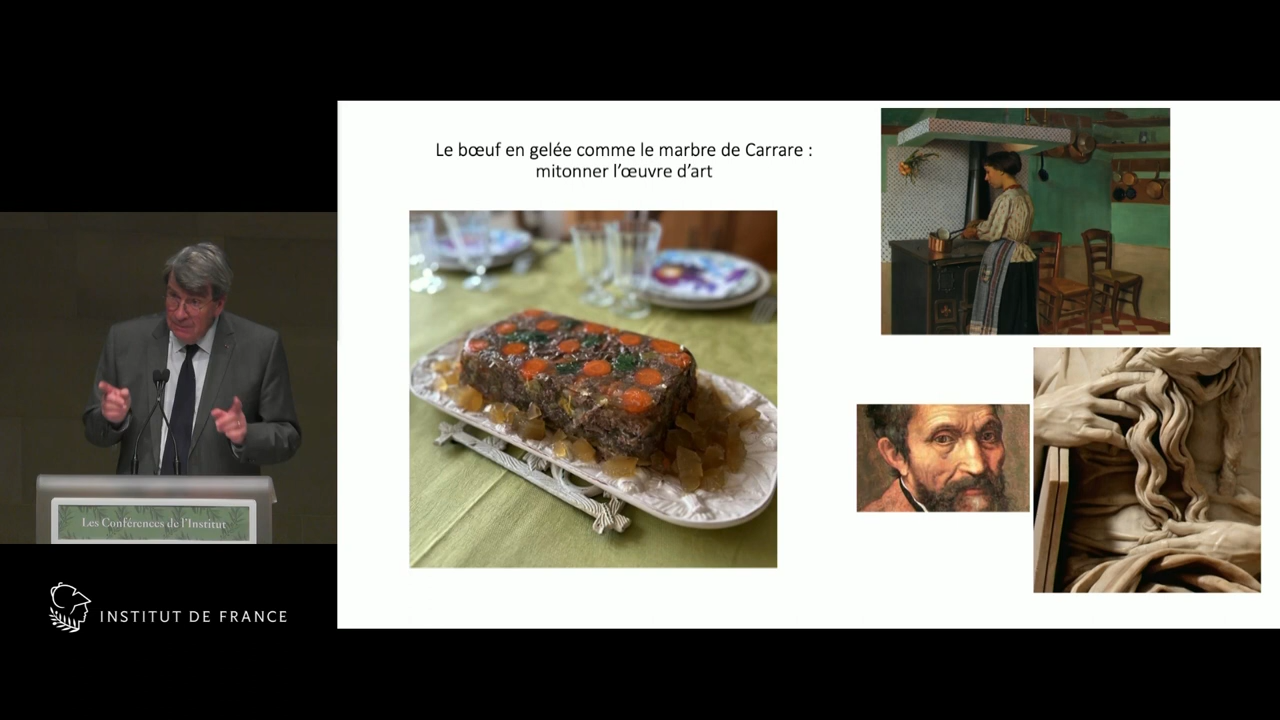 Le bœuf en gelée comme le marbre de Carrare :
mitonner l’œuvre d’art
Les Conférences de l’Institut
INSTITUT DE FRANCE